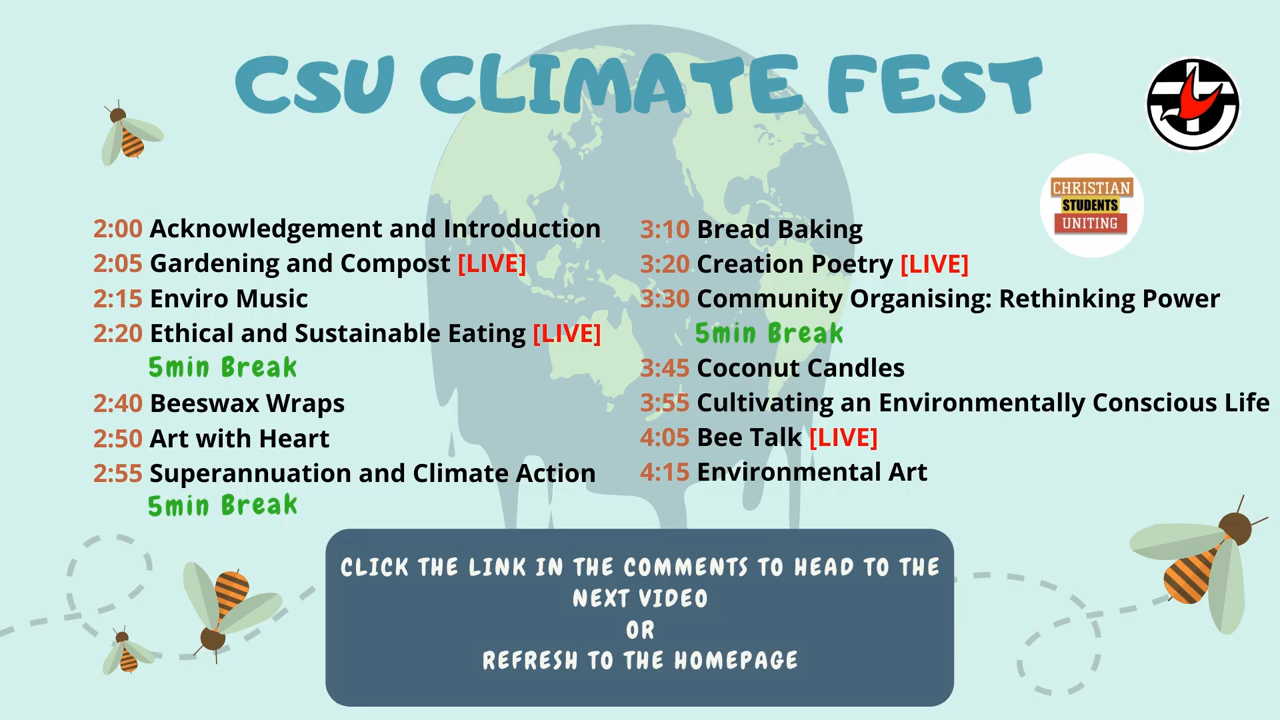 CSU CLIMATE FEST
CHRISTIAN
STUDENTS
UNITING
2:00 Acknowledgement and Introduction
2:05 Gardening and Compost [LIVE]
2:15 Enviro Music
2:20 Ethical and Sustainable Eating [LIVE]
5min Break
2:40 Beeswax Wraps
2:50 Art with Heart
2:55 Superannuation and Climate Action
5min Break
3:10 Bread Baking
3:20 Creation Poetry [LIVE]
3:30 Community Organising: Rethinking Power
5min Break
3:45 Coconut Candles
3:55 Cultivating an Environmentally Conscious Life
4:05 Bee Talk [LIVE]
4:15 Environmental Art
CLICK THE LINK IN THE COMMENTS TO HEAD TO THE
NEXT VIDEO
OR
REFRESH TO THE HOMEPAGE